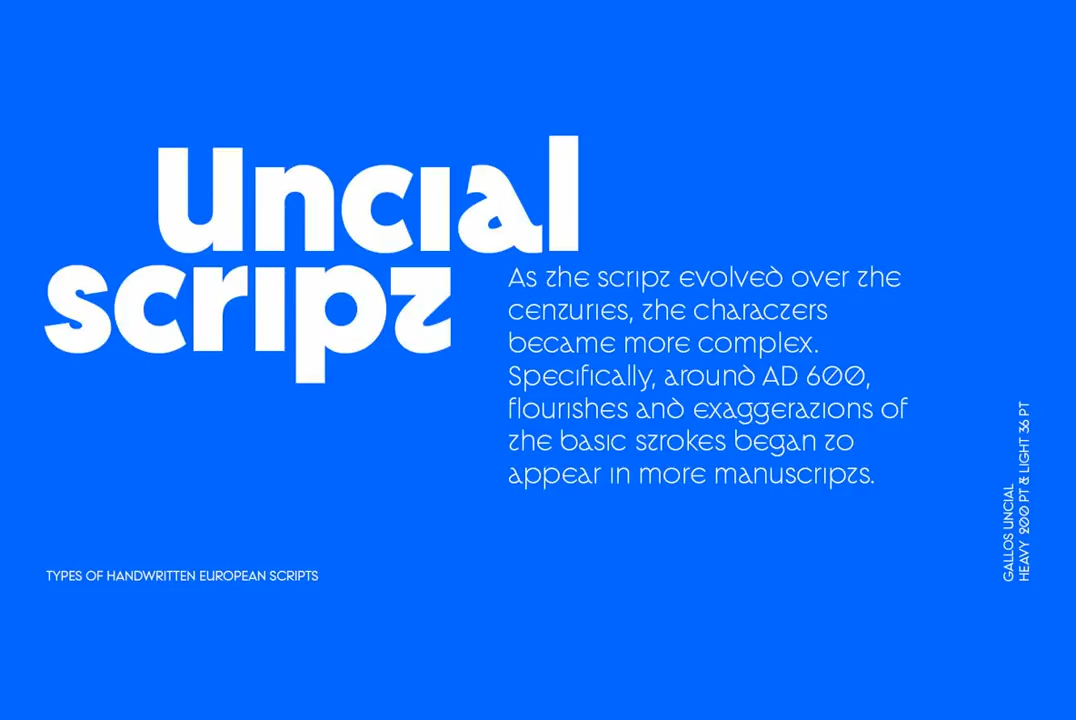 Uncial
script
As the script evolved over the
centuries, the characters
became more complex.
Specifically, around AD 600,
flourishes and exaggerations of
the basic strokes began to
appear in more manuscripts.
TYPES OF HANDWRITTEN EUROPEAN SCRIPTS
GALLOS UNCIAL
HEAVY 200 PT & LIGHT 36 PT